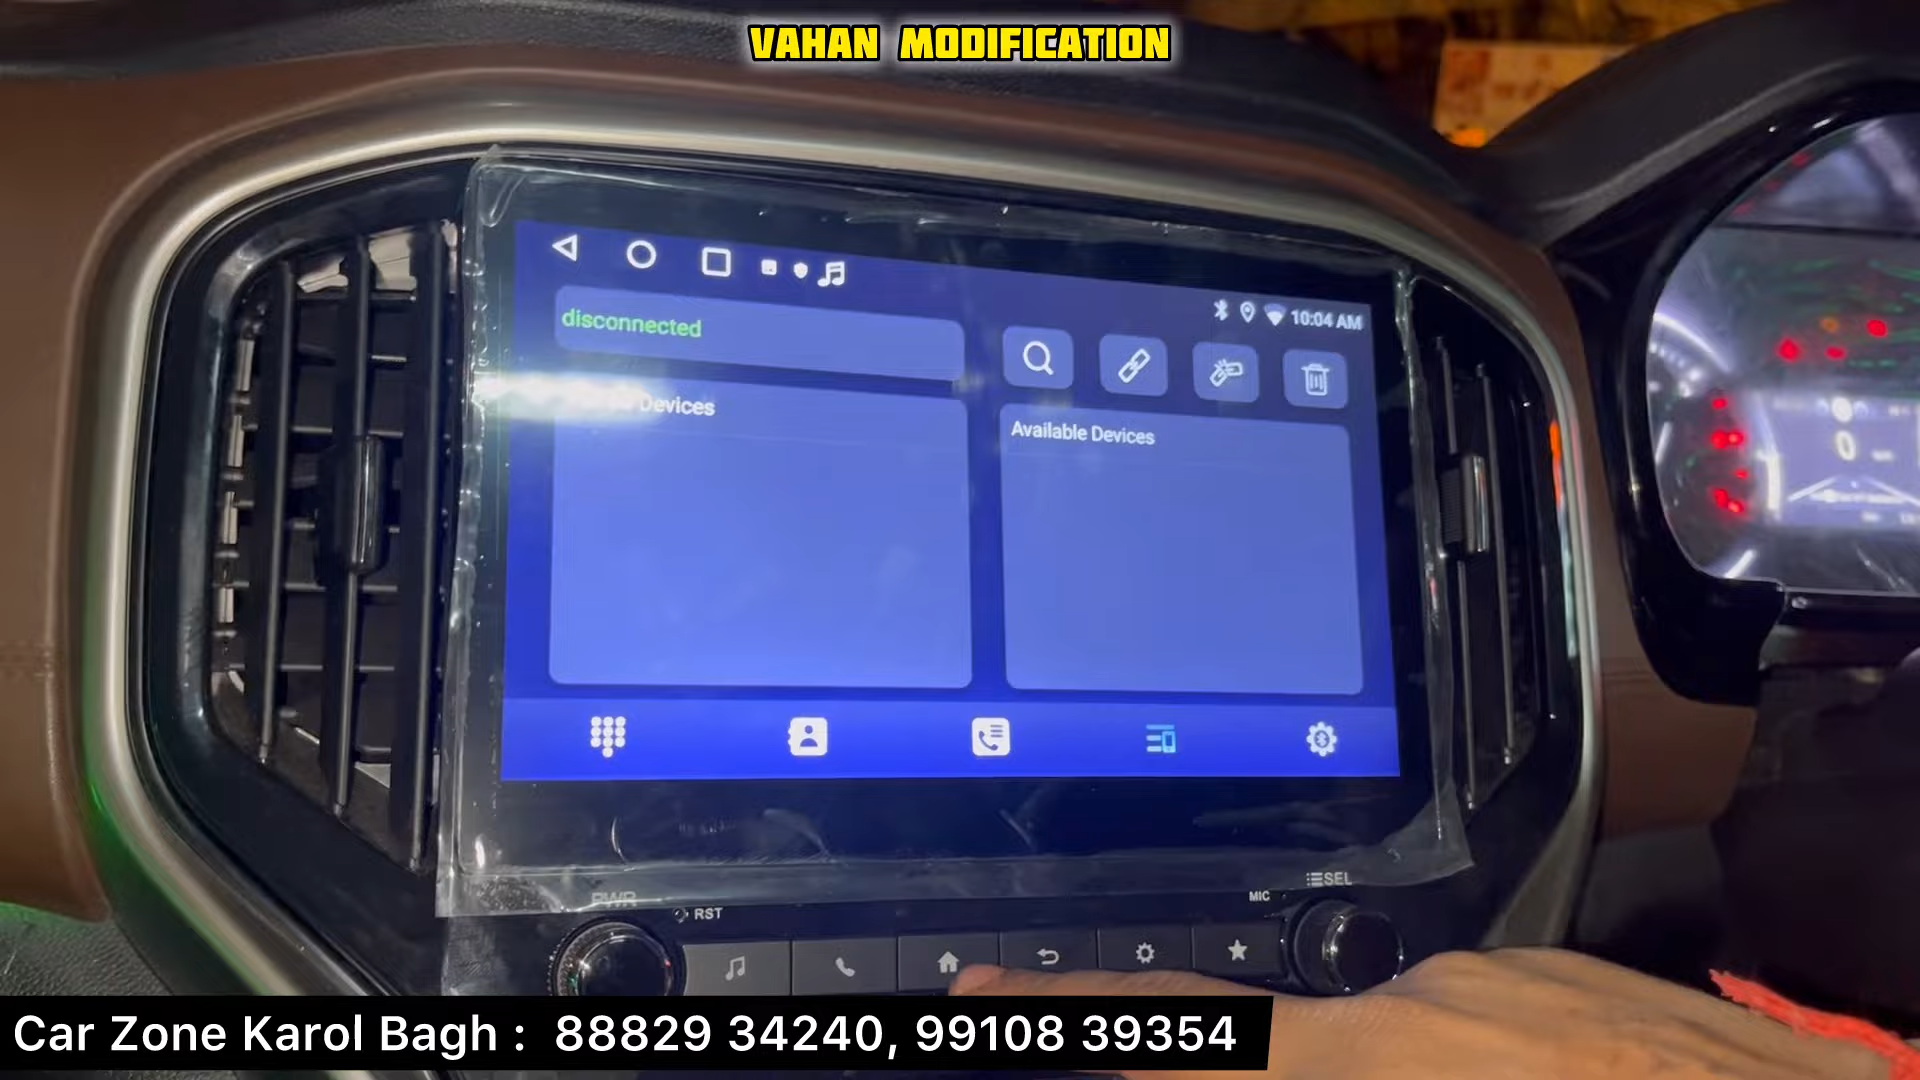 VAHAN MODIFICATION
10:04 AM
disconnected
Devices
Available Devices
PWR
RST
MIC
SEL
0
Car Zone Karol Bagh : 88829 34240, 99108 39354